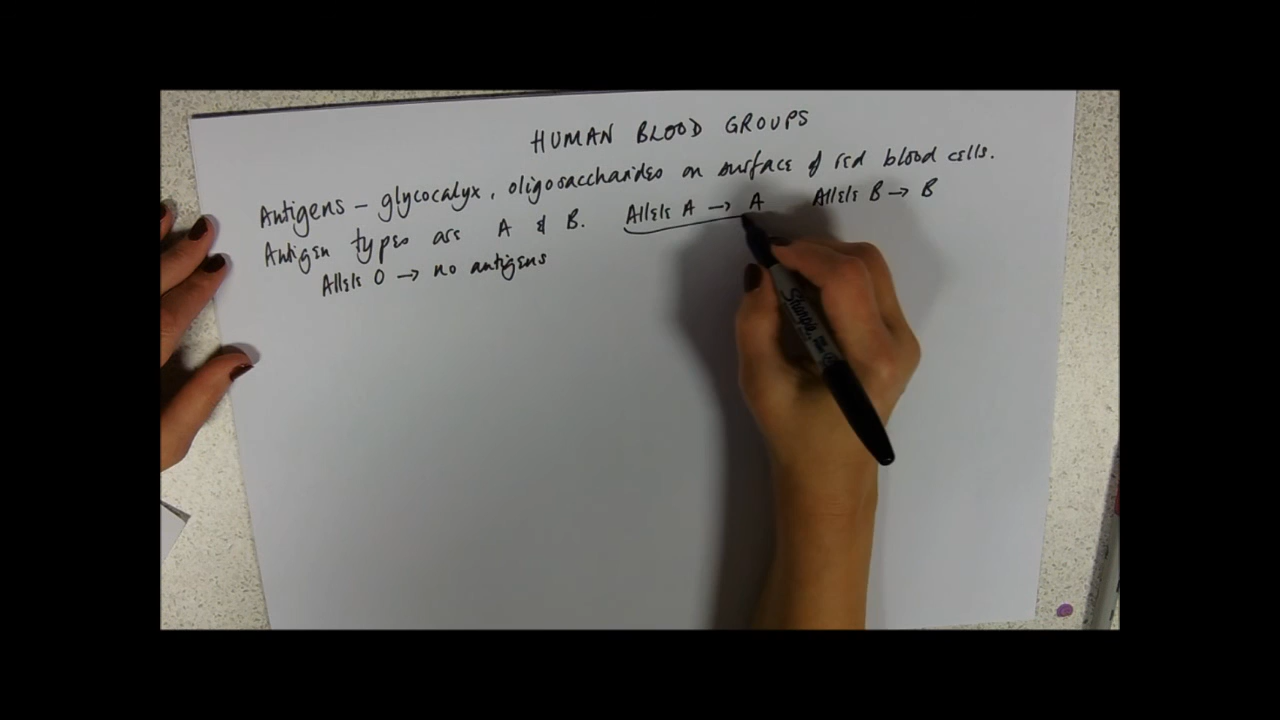 HUMAN BLOOD GROUPS
Antigens – glycocalyx, oligosaccharides on surface of red blood cells.
Antigen types are A & B. Allele A → A Allele B → B
Allele O → no antigens
Sharpie